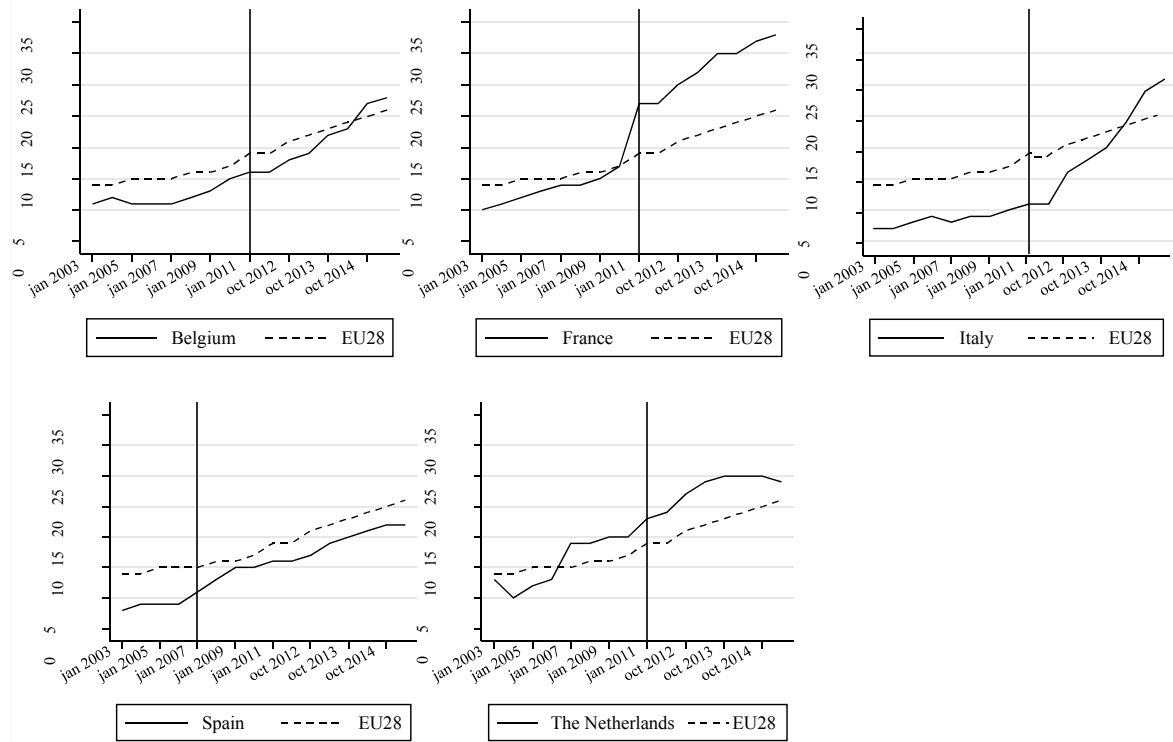 35
30
25
20
15
10
5
0
jan 2003
jan 2005
jan 2007
jan 2009
jan 2011
oct 2012
oct 2013
oct 2014
Belgium EU28
35
30
25
20
15
10
5
0
jan 2003
jan 2005
jan 2007
jan 2009
jan 2011
oct 2012
oct 2013
oct 2014
France EU28
35
30
25
20
15
10
5
0
jan 2003
jan 2005
jan 2007
jan 2009
jan 2011
oct 2012
oct 2013
oct 2014
Italy EU28
35
30
25
20
15
10
5
0
jan 2003
jan 2005
jan 2007
jan 2009
jan 2011
oct 2012
oct 2013
oct 2014
Spain EU28
35
30
25
20
15
10
5
0
jan 2003
jan 2005
jan 2007
jan 2009
jan 2011
oct 2012
oct 2013
oct 2014
The Netherlands EU28